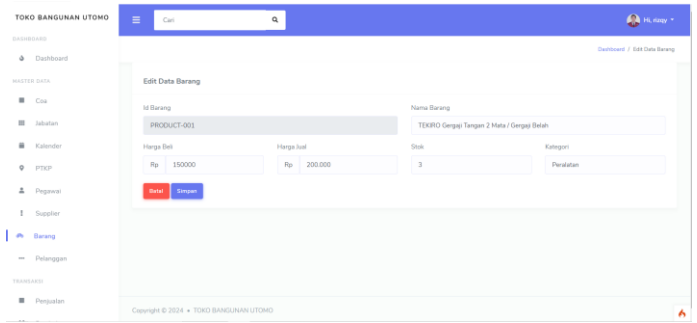 TOKO BANGUNAN UTOMO
Cari
Hi, rizqy
DASHBOARD
Dashboard
Dashboard / Edit Data Barang
MASTER DATA
Coa
Jabatan
Kalender
PTKP
Pegawai
Supplier
Barang
Pelanggan
TRANSAKSI
Penjualan
Edit Data Barang
Id Barang
Nama Barang
PRODUCT-001
TEKIRO Gergaji Tangan 2 Mata / Gergaji Belah
Harga Beli
Harga Jual
Stok
Kategori
Rp 150000
Rp 200.000
3
Peralatan
Batal
Simpan
Copyright © 2024 • TOKO BANGUNAN UTOMO